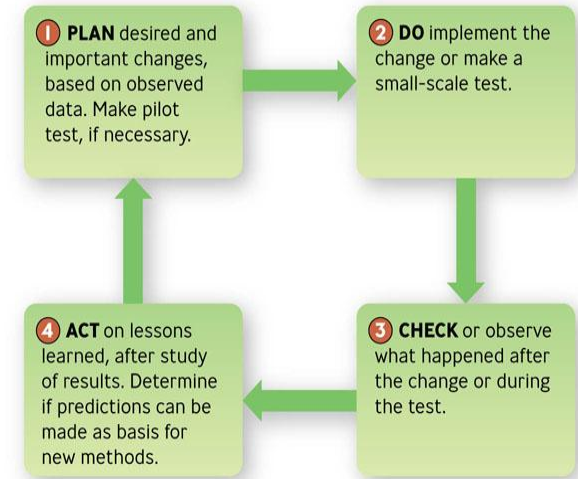 1 PLAN desired and
important changes,
based on observed
data. Make pilot
test, if necessary.
2 DO implement the
change or make a
small-scale test.
3 CHECK or observe
what happened after
the change or during
the test.
4 ACT on lessons
learned, after study
of results. Determine
if predictions can be
made as basis for
new methods.